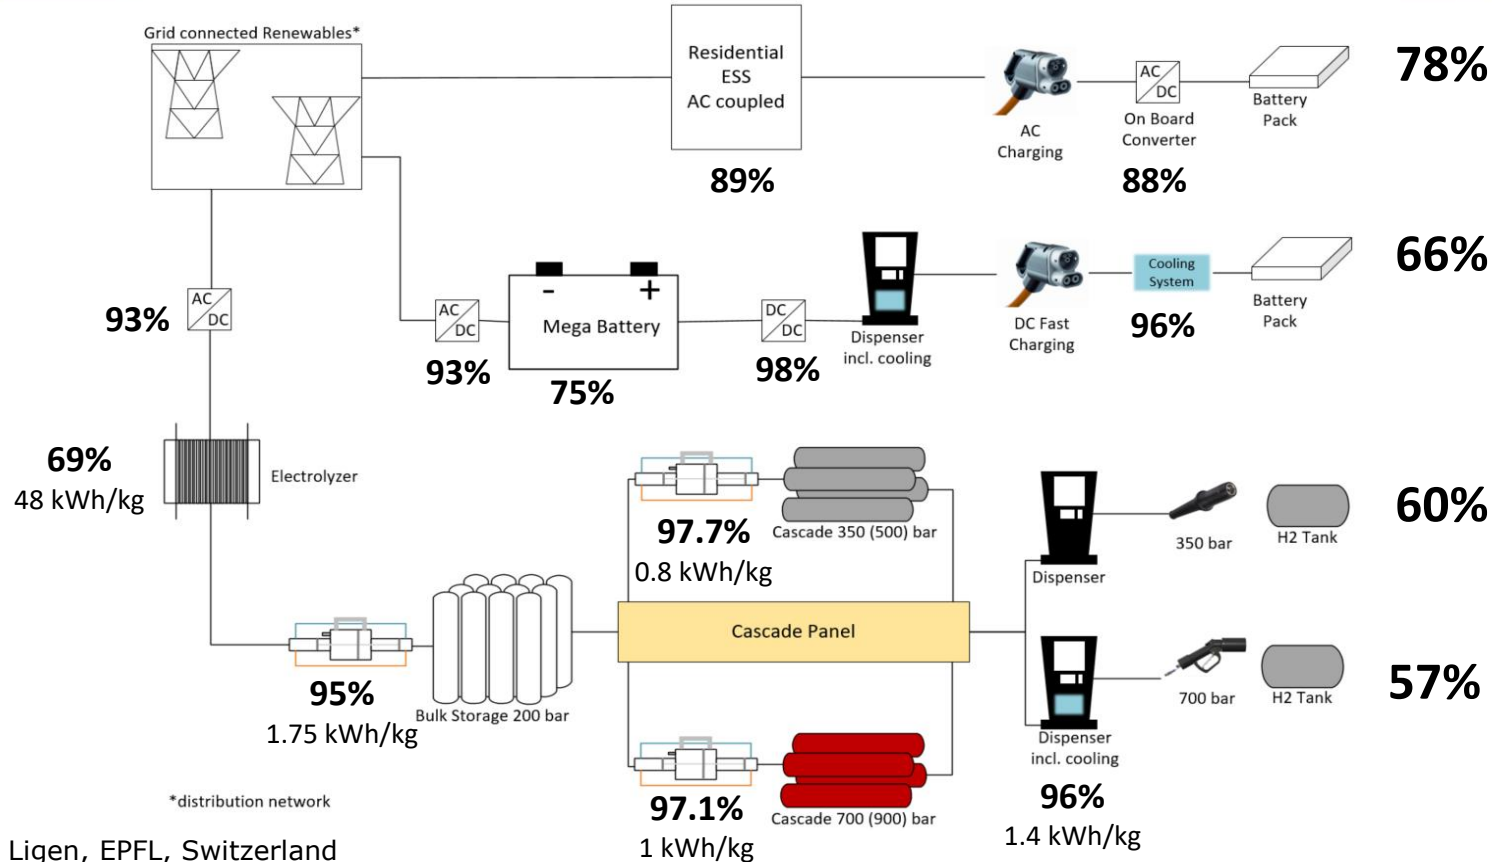 Grid connected Renewables*
Residential
ESS
AC coupled
89%
AC
Charging
AC
DC
On Board
Converter
88%
Battery
Pack
78%
AC
DC
93%
AC
DC
93%
-
+
Mega Battery
75%
DC
DC
98%
Dispenser
incl. cooling
DC Fast
Charging
Cooling
System
96%
Battery
Pack
66%
69%
48 kWh/kg
Electrolyzer
97.7%
0.8 kWh/kg
Cascade 350 (500) bar
Dispenser
350 bar
H2 Tank
60%
95%
1.75 kWh/kg
Bulk Storage 200 bar
Cascade Panel
97.1%
1 kWh/kg
Cascade 700 (900) bar
Dispenser
incl. cooling
96%
1.4 kWh/kg
700 bar
H2 Tank
57%
*distribution network
Ligen, EPFL, Switzerland